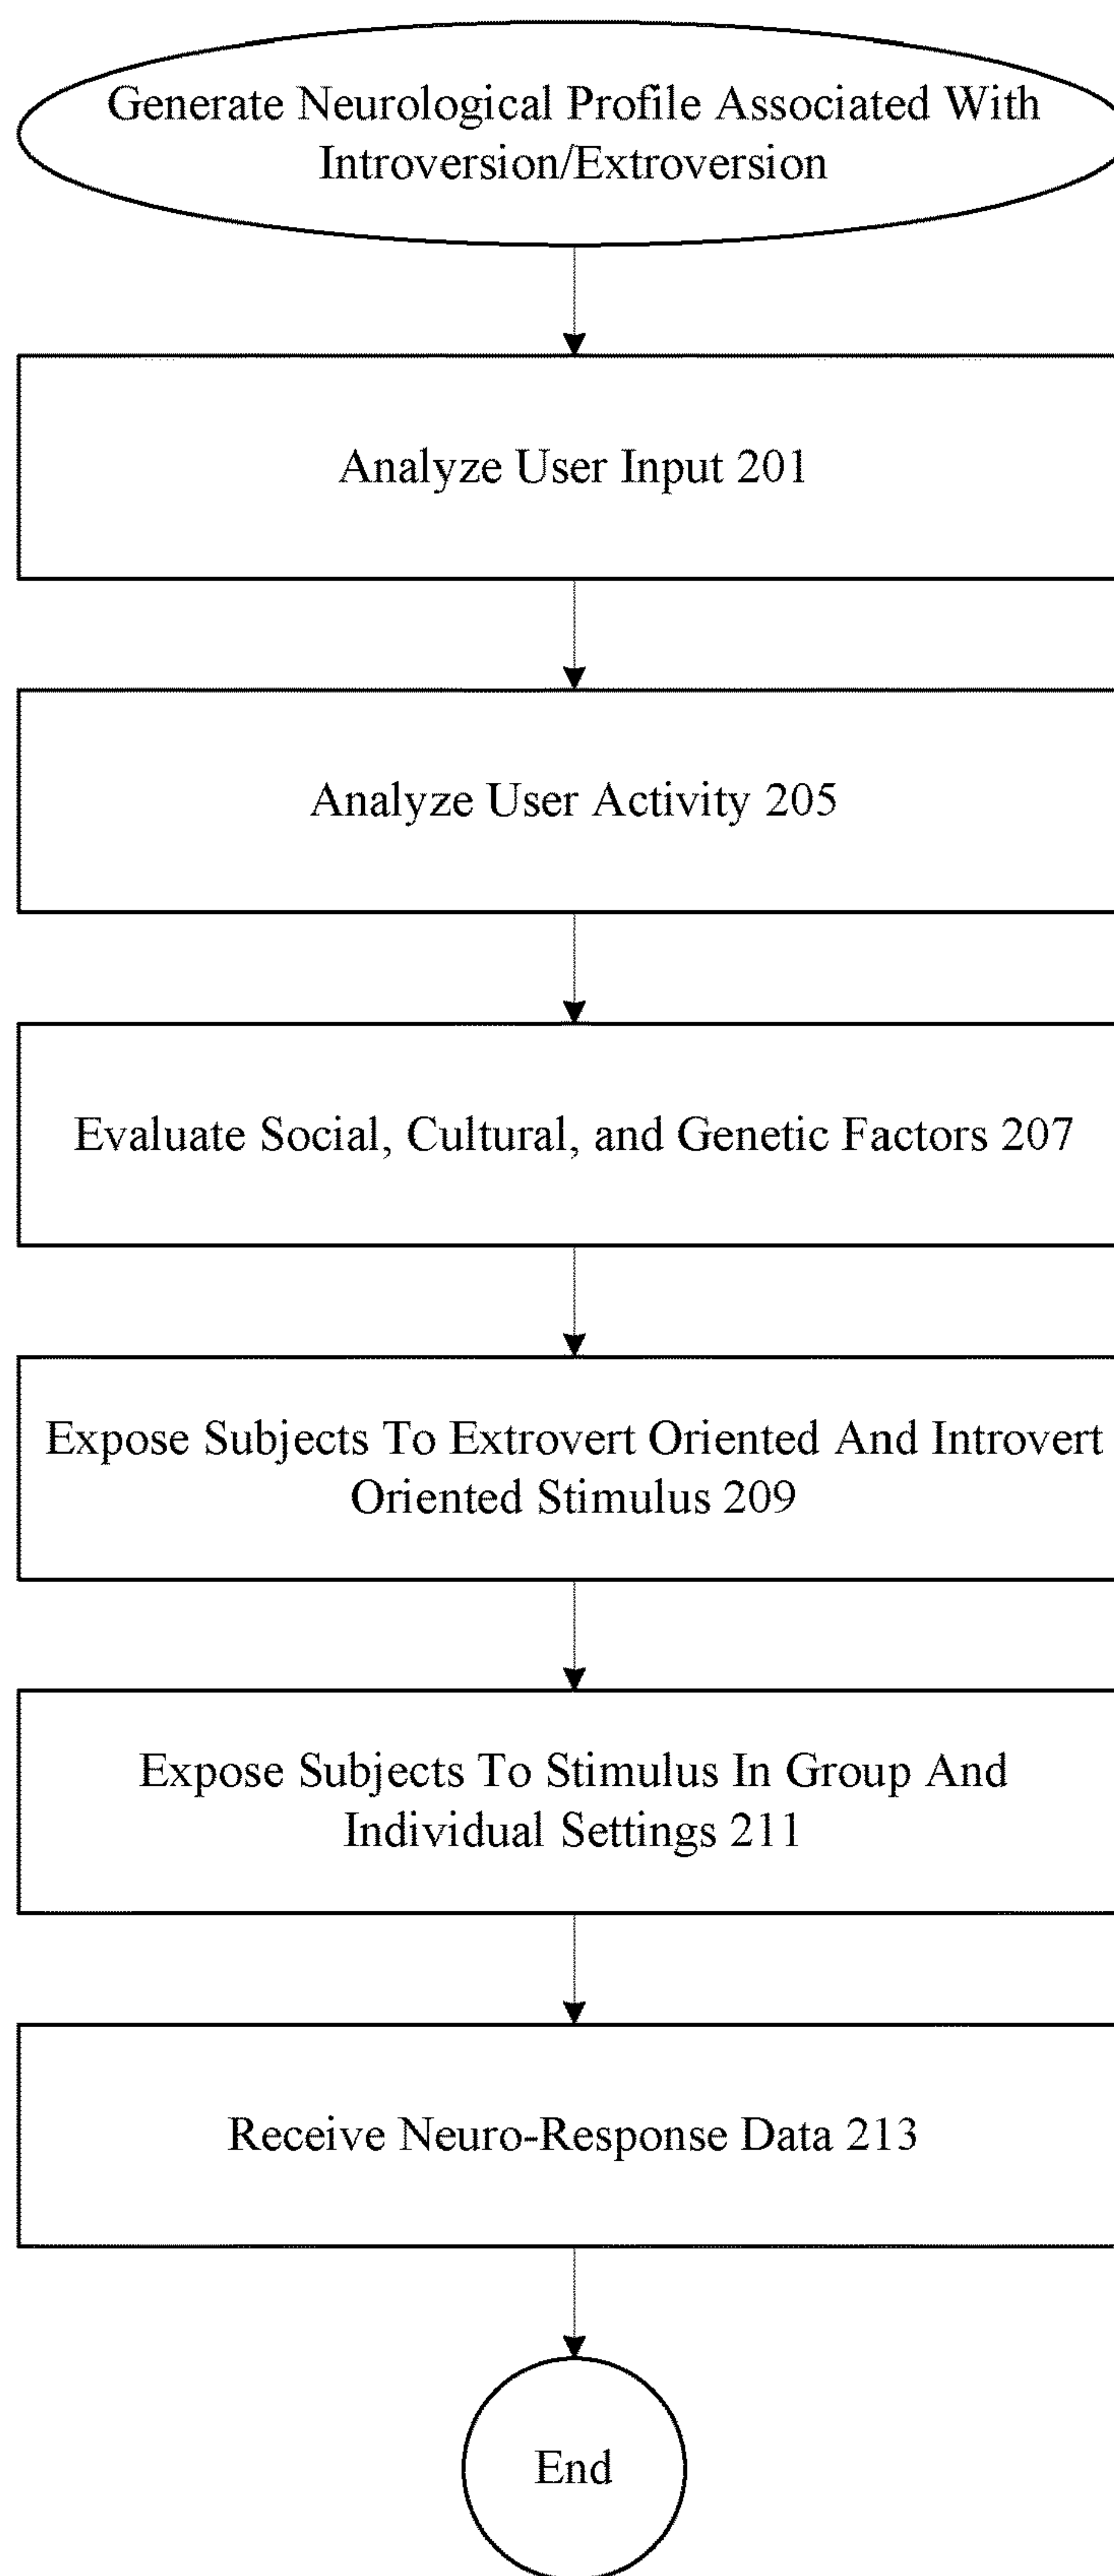 Generate Neurological Profile Associated With
Introversion/Extroversion
Analyze User Input 201
Analyze User Activity 205
Evaluate Social, Cultural, and Genetic Factors 207
Expose Subjects To Extrovert Oriented And Introvert
Oriented Stimulus 209
Expose Subjects To Stimulus In Group And
Individual Settings 211
Receive Neuro-Response Data 213
End